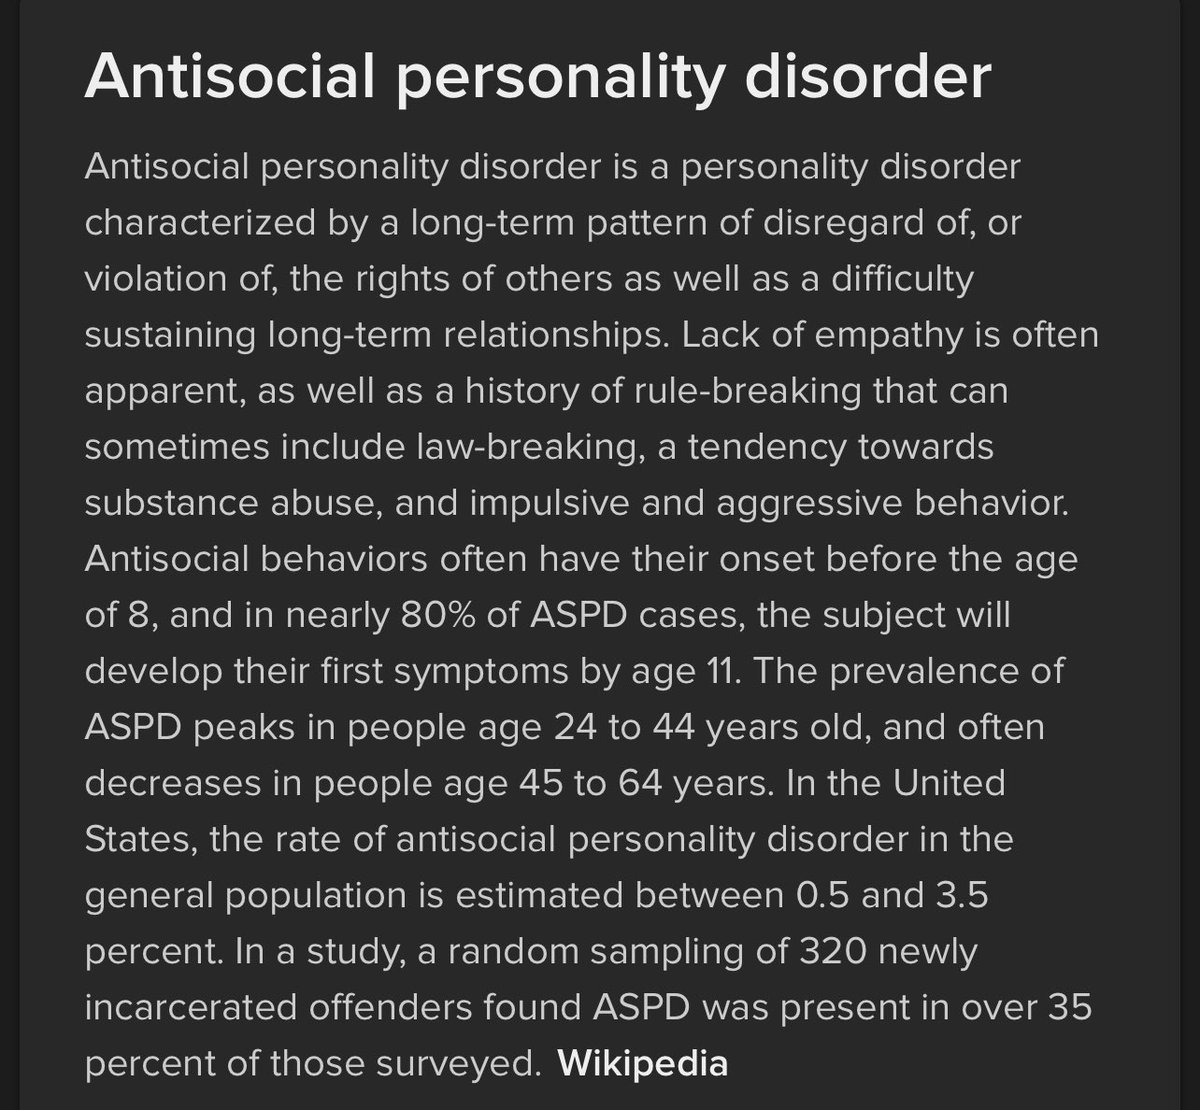 Antisocial personality disorder
Antisocial personality disorder is a personality disorder
characterized by a long-term pattern of disregard of, or
violation of, the rights of others as well as a difficulty
sustaining long-term relationships. Lack of empathy is often
apparent, as well as a history of rule-breaking that can
sometimes include law-breaking, a tendency towards
substance abuse, and impulsive and aggressive behavior.
Antisocial behaviors often have their onset before the age
of 8, and in nearly 80% of ASPD cases, the subject will
develop their first symptoms by age 11. The prevalence of
ASPD peaks in people age 24 to 44 years old, and often
decreases in people age 45 to 64 years. In the United
States, the rate of antisocial personality disorder in the
general population is estimated between 0.5 and 3.5
percent. In a study, a random sampling of 320 newly
incarcerated offenders found ASPD was present in over 35
percent of those surveyed. Wikipedia